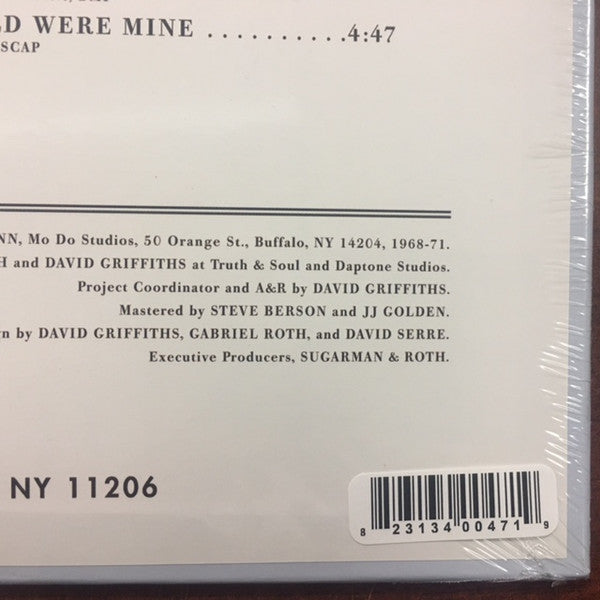 LD WERE MINE ..........4:47
SCAP
NN, Mo Do Studios, 50 Orange St., Buffalo, NY 14204, 1968-71.
H and DAVID GRIFFITHS at Truth & Soul and Daptone Studios.
Project Coordinator and A&R by DAVID GRIFFITHS.
Mastered by STEVE BERSON and JJ GOLDEN.
n by DAVID GRIFFITHS, GABRIEL ROTH, and DAVID SERRE.
Executive Producers, SUGARMAN & ROTH.
NY 11206
8 23134 00471 9